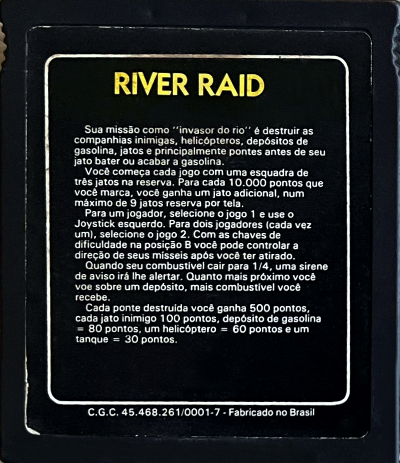 RIVER RAID
Sua missão como "invasor do rio" é destruir as
companhias inimigas, helicópteros, depósitos de
gasolina, jatos e principalmente pontes antes de seu
jato bater ou acabar a gasolina.
Você começa cada jogo com uma esquadra de
três jatos na reserva. Para cada 10.000 pontos que
você marca, você ganha um jato adicional, num
máximo de 9 jatos reserva por tela.
Para um jogador, selecione o jogo 1 e use o
Joystick esquerdo. Para dois jogadores (cada vez
um), selecione o jogo 2. Com as chaves de
dificuldade na posição B você pode controlar a
direção de seus mísseis após você ter atirado.
Quando seu combustível cair para 1/4, uma sirene
de aviso irá lhe alertar. Quanto mais próximo você
voe sobre um depósito, mais combustível você
recebe.
Cada ponte destruída você ganha 500 pontos,
cada jato inimigo 100 pontos, depósito de gasolina
= 80 pontos, um helicóptero = 60 pontos e um
tanque = 30 pontos.
C.G.C. 45.468.261/0001-7 - Fabricado no Brasil